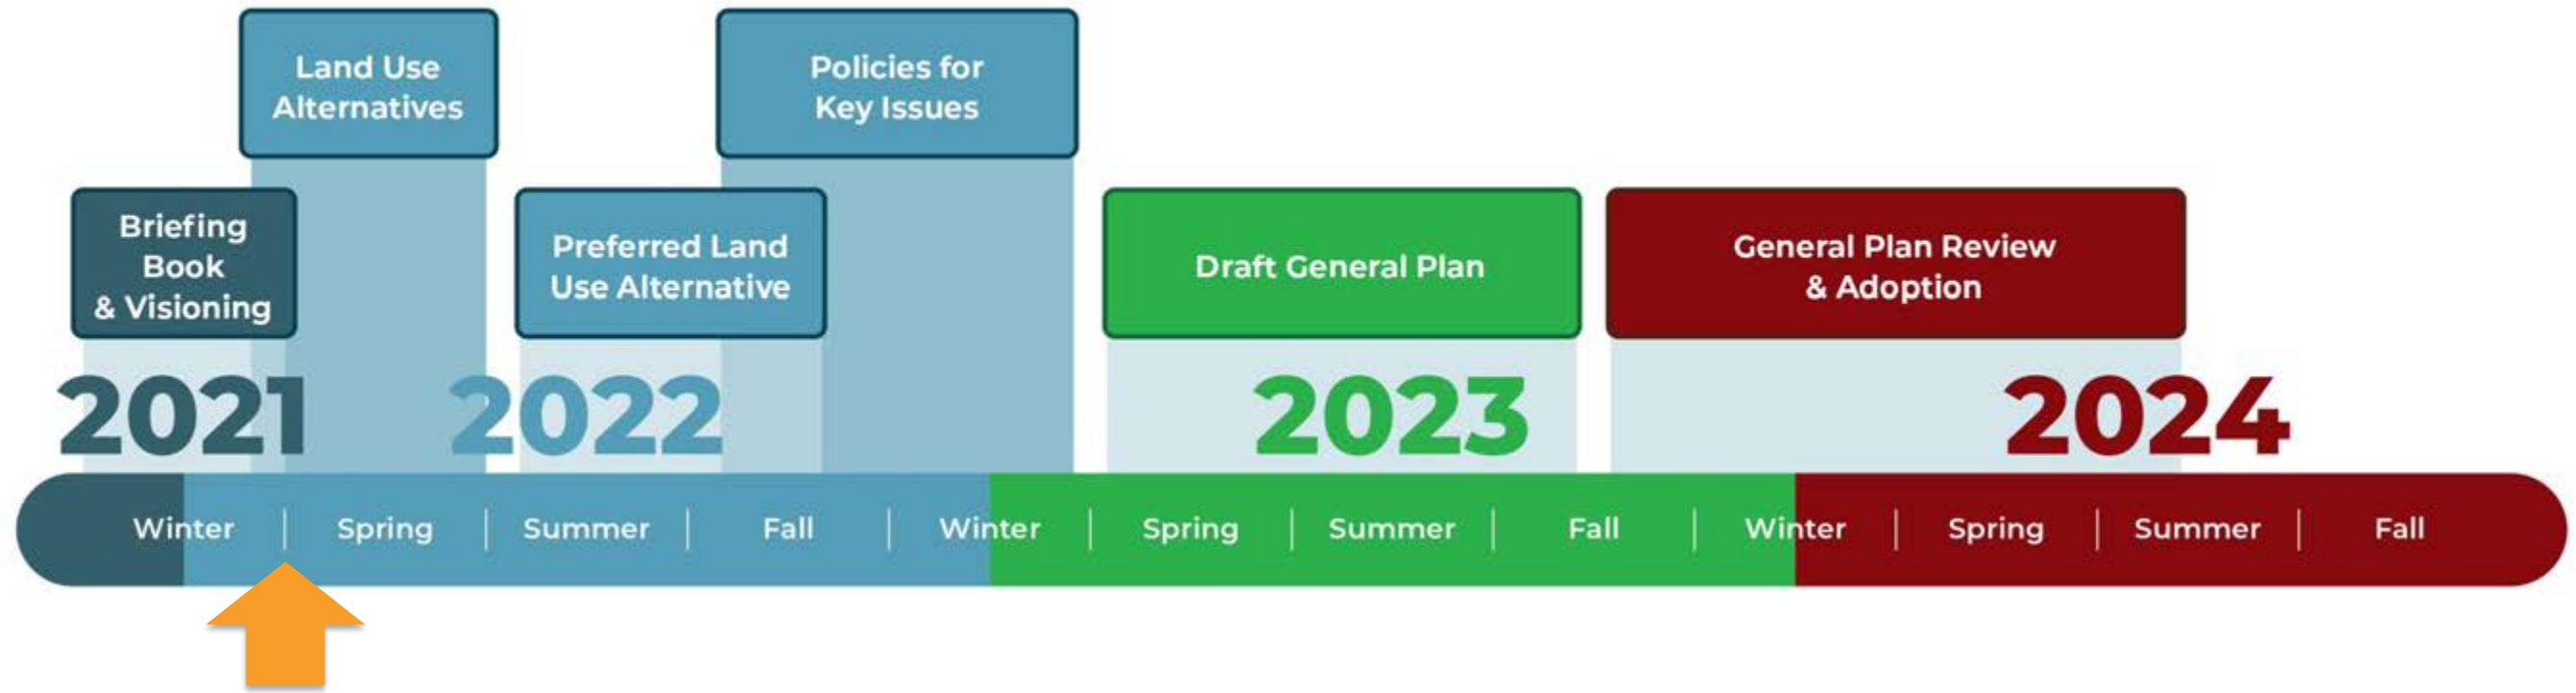 Land Use
Alternatives
Policies for
Key Issues
Briefing
Book
& Visioning
Preferred Land
Use Alternative
Draft General Plan
General Plan Review
& Adoption
2021 2022 2023 2024
Winter Spring Summer Fall Winter Spring Summer Fall Winter Spring Summer Fall